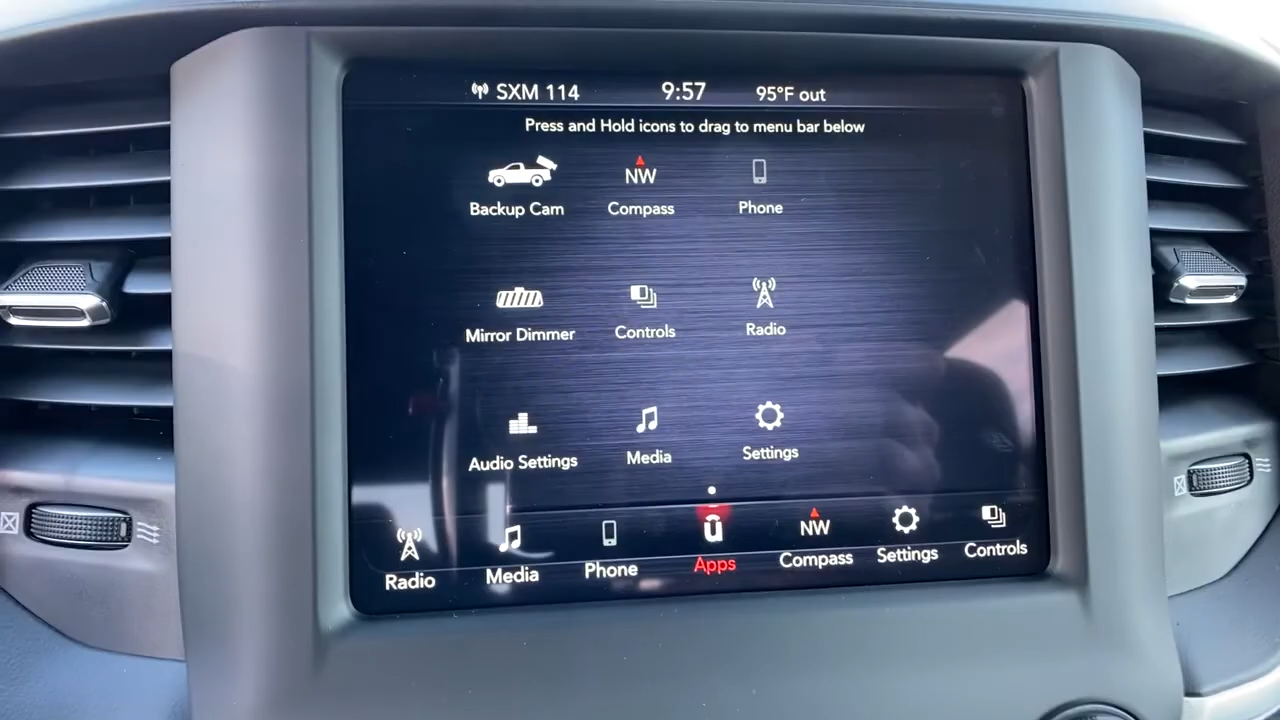 SXM 114 9:57 95°F out
Press and Hold icons to drag to menu bar below
NW
Backup Cam Compass Phone
Mirror Dimmer Controls Radio
Audio Settings Media Settings
ū NW
Radio Media Phone Apps Compass Settings Controls